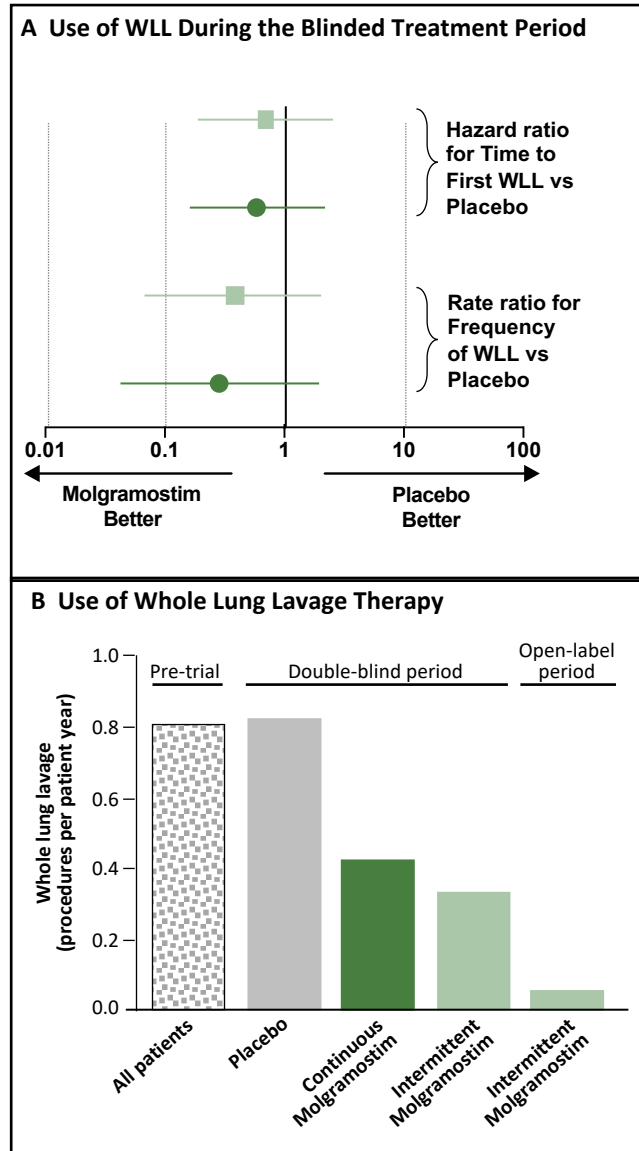 A Use of WLL During the Blinded Treatment Period
Hazard ratio
for Time to
First WLL vs
Placebo
Rate ratio for
Frequency
of WLL vs
Placebo
0.01 0.1 1 10 100
Molgramostim
Better
Placebo
Better
B Use of Whole Lung Lavage Therapy
Whole lung lavage
(procedures per patient year)
1.0
0.8
0.6
0.4
0.2
0.0
Pre-trial
Double-blind period
Open-label
period
All patients
Placebo
Continuous
Molgramostim
Intermittent
Molgramostim
Intermittent
Molgramostim